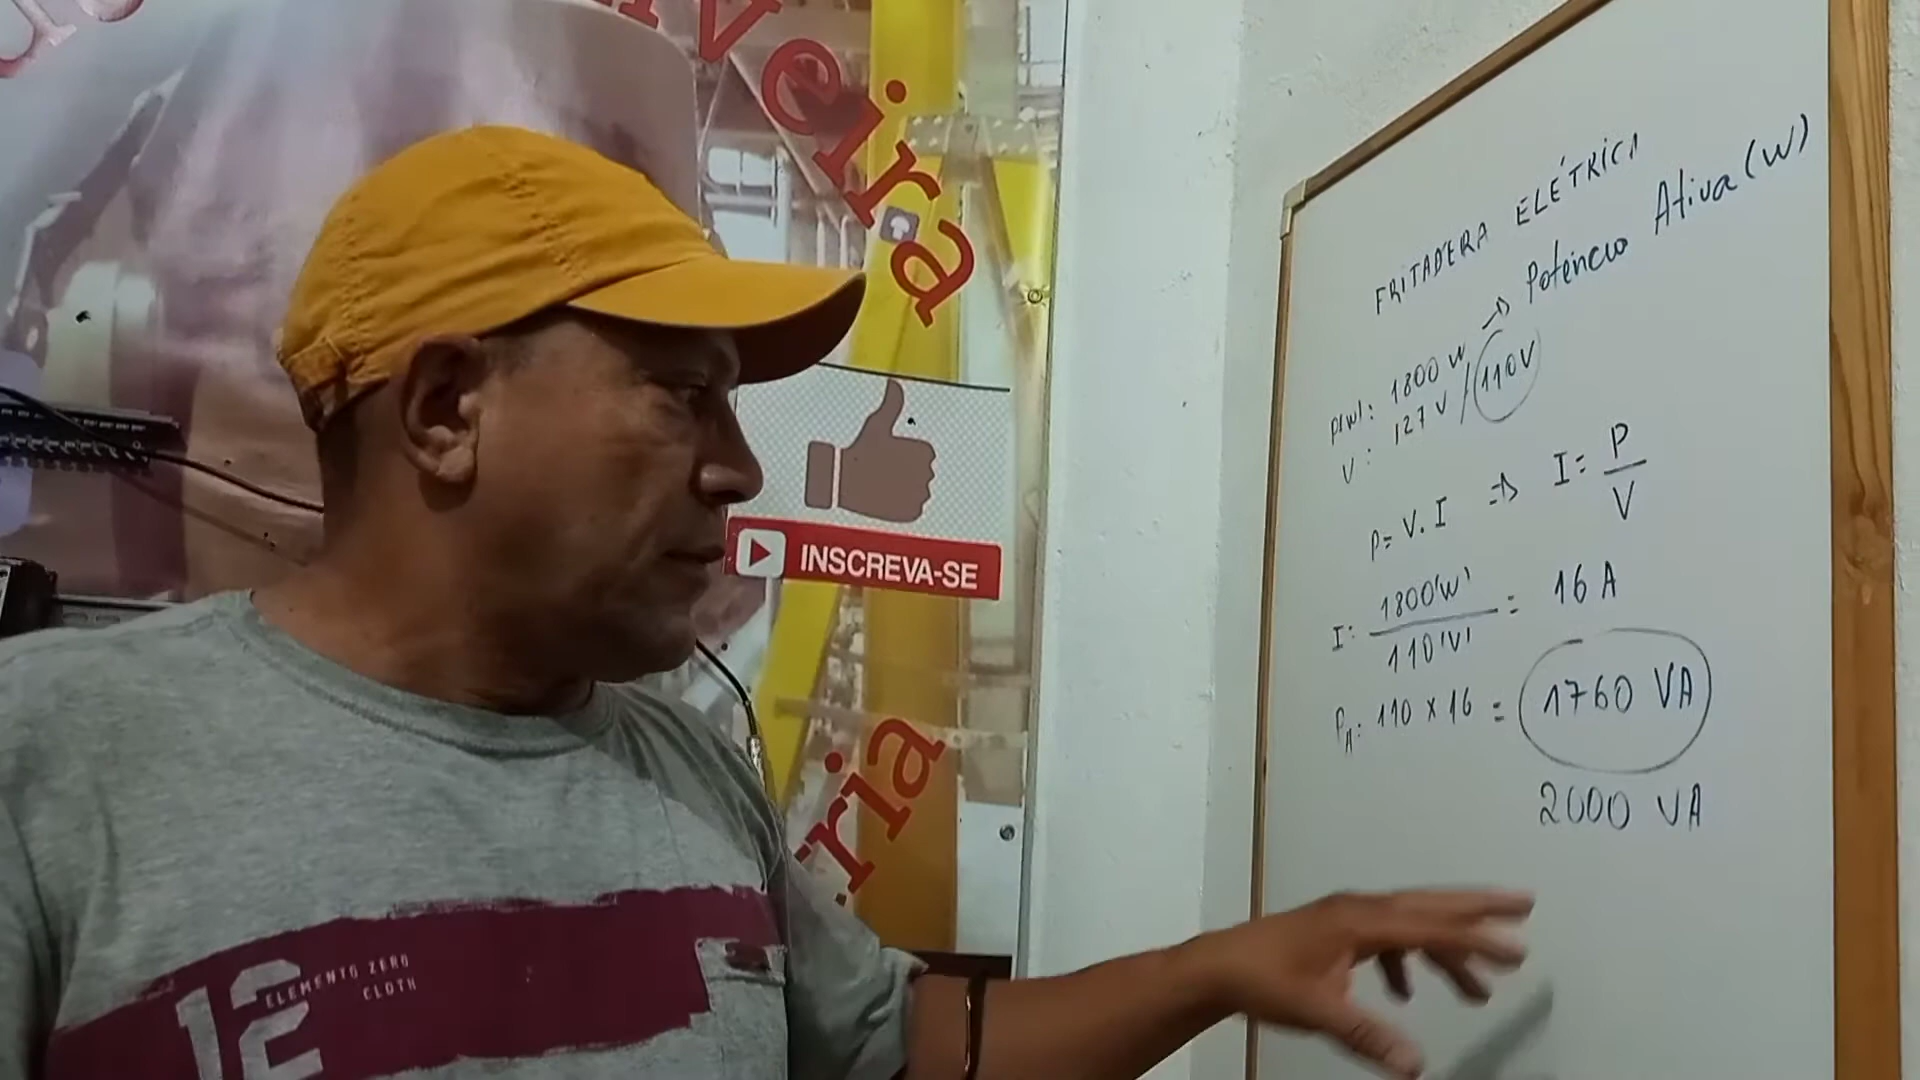 veira
ria
INSCREVA-SE
12
ELEMENTO ZERO
CLOTH
FRITADEIRA ELÉTRICA
P(W): 1800 W → Potência Ativa (W)
V: 127 V / 110V
P= V. I => I= P
V
I: 1800(W) = 16 A
110(V)
PA: 110 x 16 = 1760 VA
2000 VA